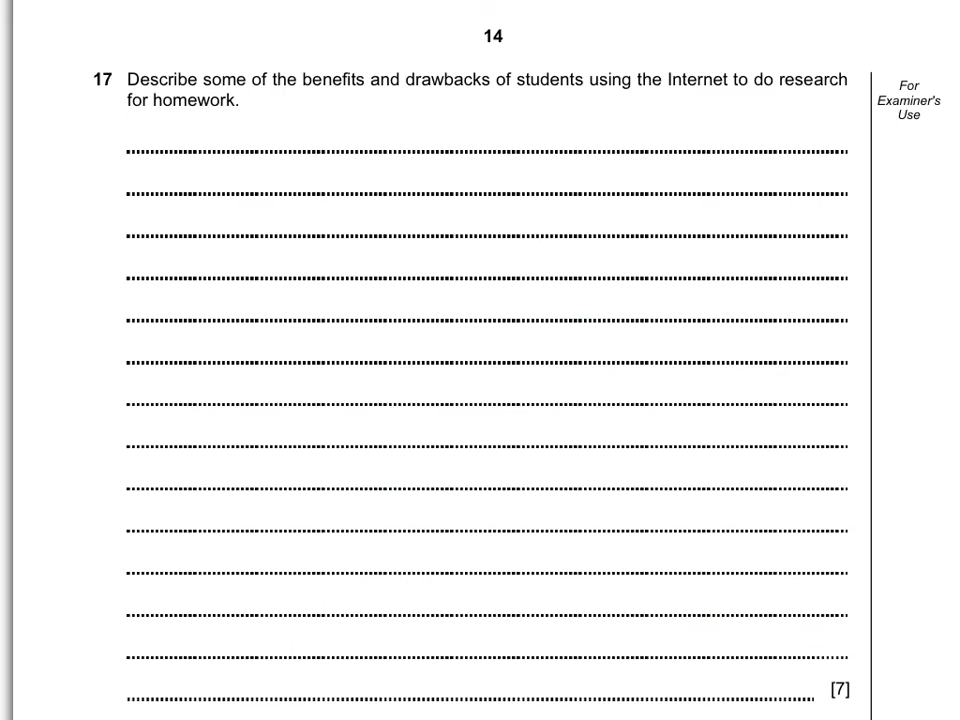 14
17 Describe some of the benefits and drawbacks of students using the Internet to do research
for homework.
For
Examiner's
Use
[7]